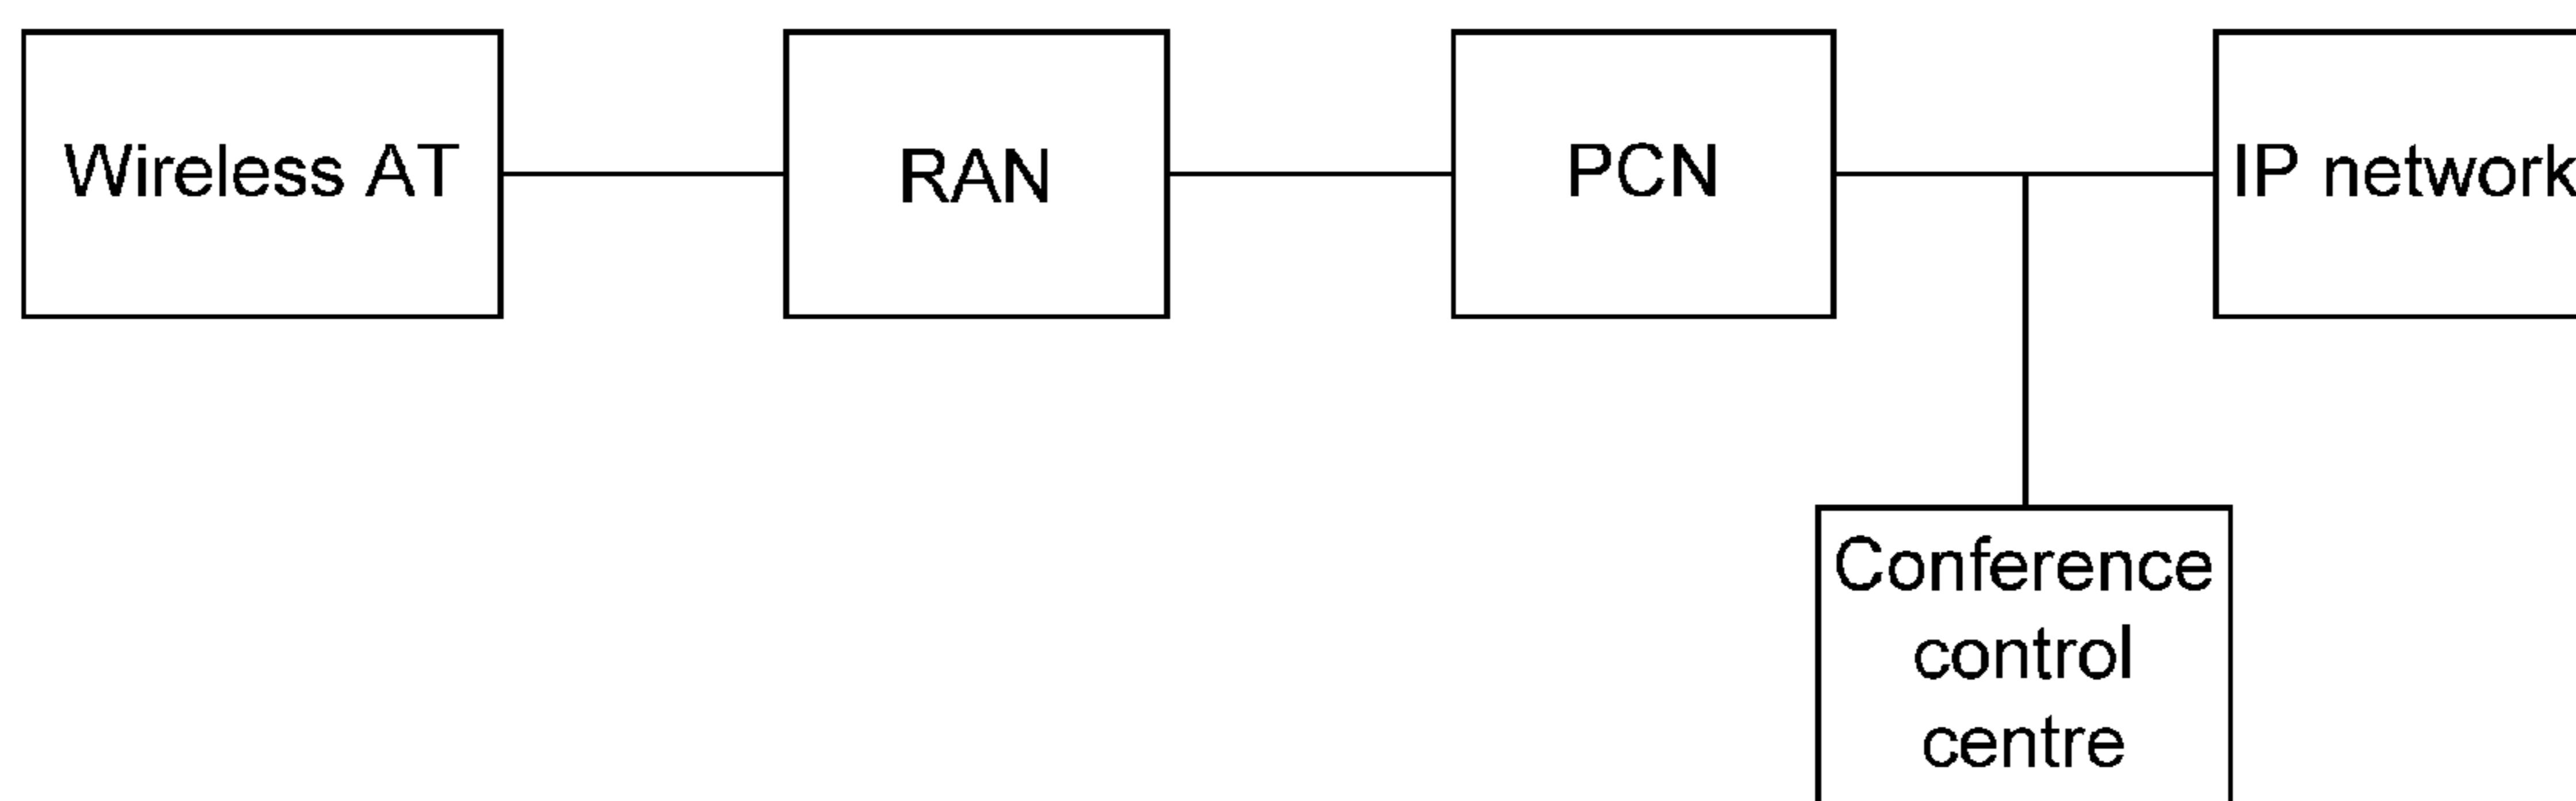 Wireless AT
RAN
PCN
IP network
Conference
control
centre